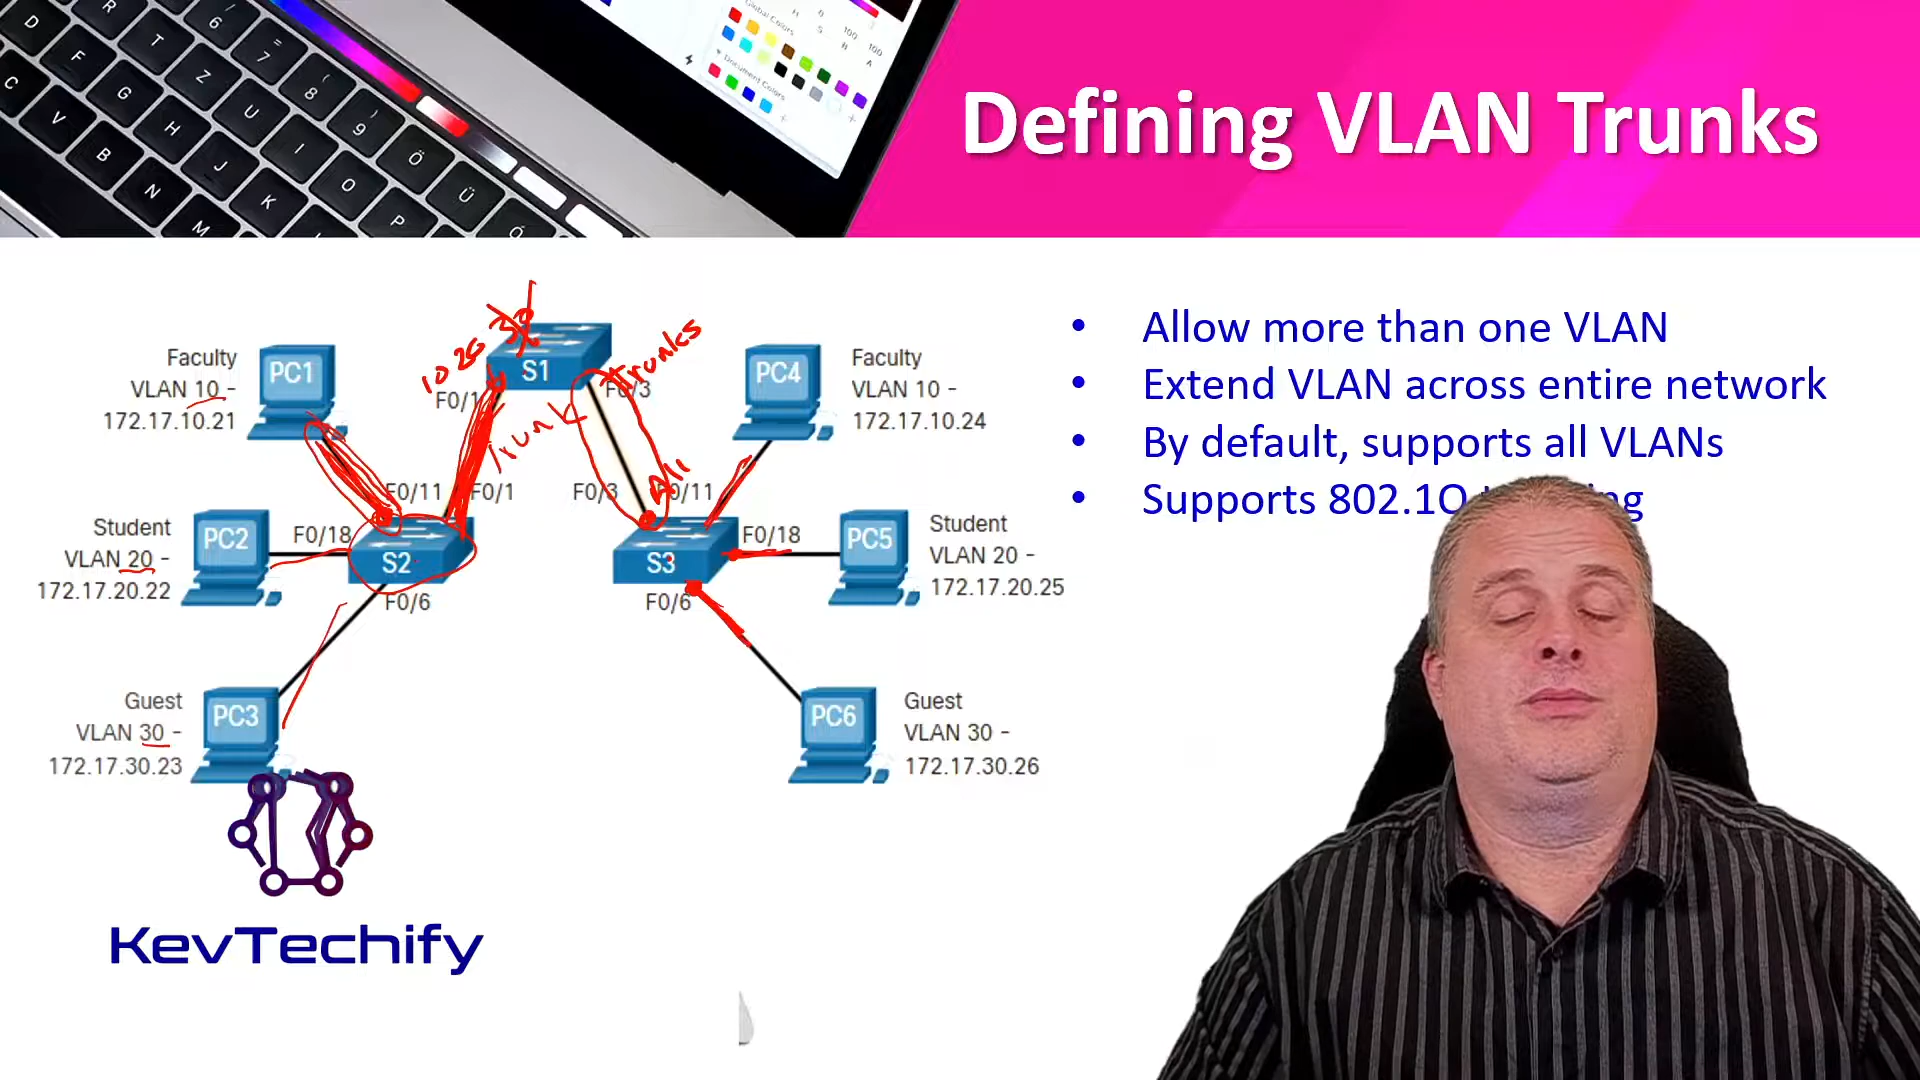 Defining VLAN Trunks
Allow more than one VLAN
Extend VLAN across entire network
By default, supports all VLANs
Supports 802.1Q
10 20 30
Trunks
Trunk
All
S1
F0/1
F0/3
Faculty
VLAN 10 -
172.17.10.21
PC1
PC4
Faculty
VLAN 10 -
172.17.10.24
F0/11
F0/1
F0/3
F0/11
Student
VLAN 20 -
172.17.20.22
PC2
F0/18
S2
F0/6
S3
F0/6
F0/18
PC5
Student
VLAN 20 -
172.17.20.25
Guest
VLAN 30 -
172.17.30.23
PC3
PC6
Guest
VLAN 30 -
172.17.30.26
KevTechify